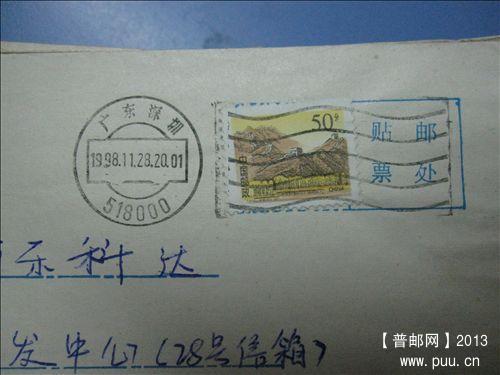 广东深圳
1998.11.28.20.01
518000
50分
中国邮政
CHINA
贴邮
票处
乐科达
发中心(28号信箱)
【普邮网】2013
www.puu.cn